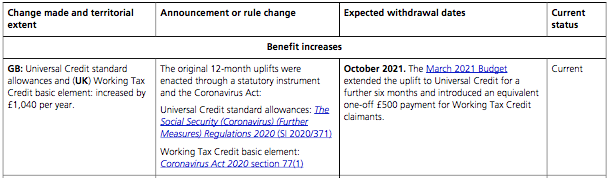 Change made and territorial
extent
Announcement or rule change
Expected withdrawal dates
Current
status
Benefit increases
GB: Universal Credit standard
allowances and (UK) Working Tax
Credit basic element: increased by
£1,040 per year.
The original 12-month uplifts were
enacted through a statutory instrument
and the Coronavirus Act:
Universal Credit standard allowances: The
Social Security (Coronavirus) (Further
Measures) Regulations 2020 (SI 2020/371)
Working Tax Credit basic element:
Coronavirus Act 2020 section 77(1)
October 2021. The March 2021 Budget
extended the uplift to Universal Credit for a
further six months and introduced an equivalent
one-off £500 payment for Working Tax Credit
claimants.
Current